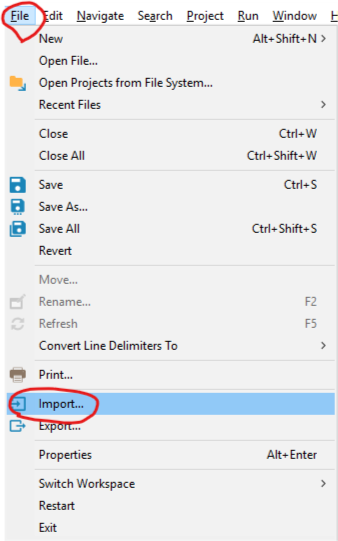 File Edit Navigate Search Project Run Window H
New Alt+Shift+N >
Open File...
Open Projects from File System...
Recent Files >
Close Ctrl+W
Close All Ctrl+Shift+W
Save Ctrl+S
Save As...
Save All Ctrl+Shift+S
Revert
Move...
Rename... F2
Refresh F5
Convert Line Delimiters To >
Print...
Import...
Export...
Properties Alt+Enter
Switch Workspace >
Restart
Exit